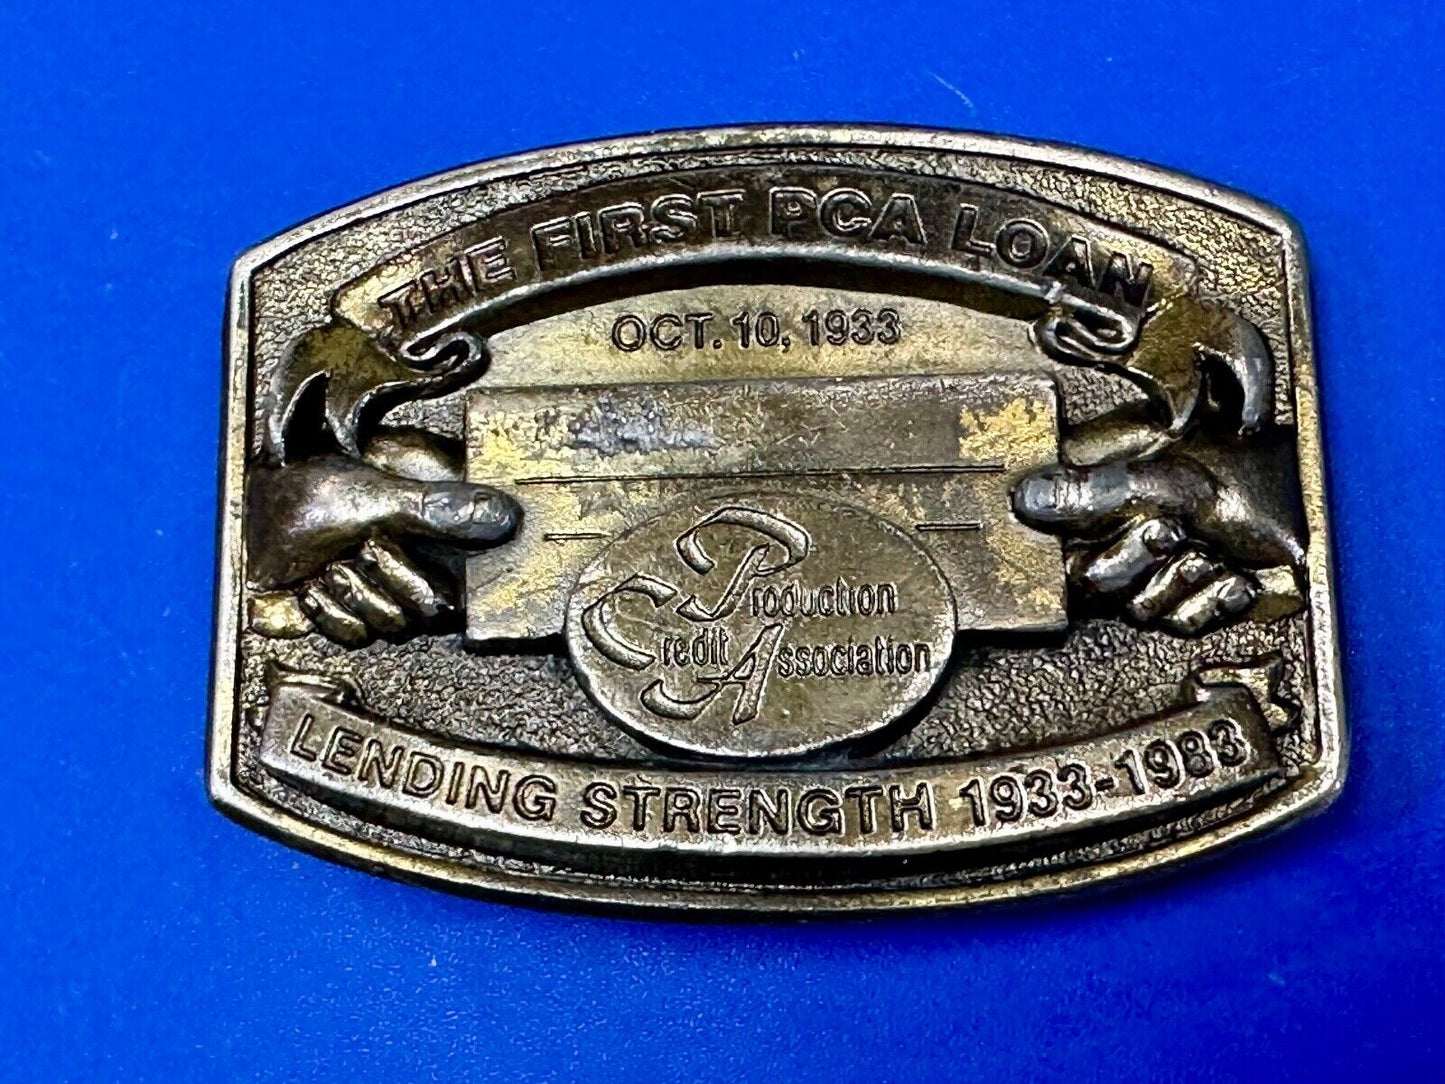 THE FIRST PCA LOAN
OCT. 10, 1933
Production
Credit Association
LENDING STRENGTH 1933-1983